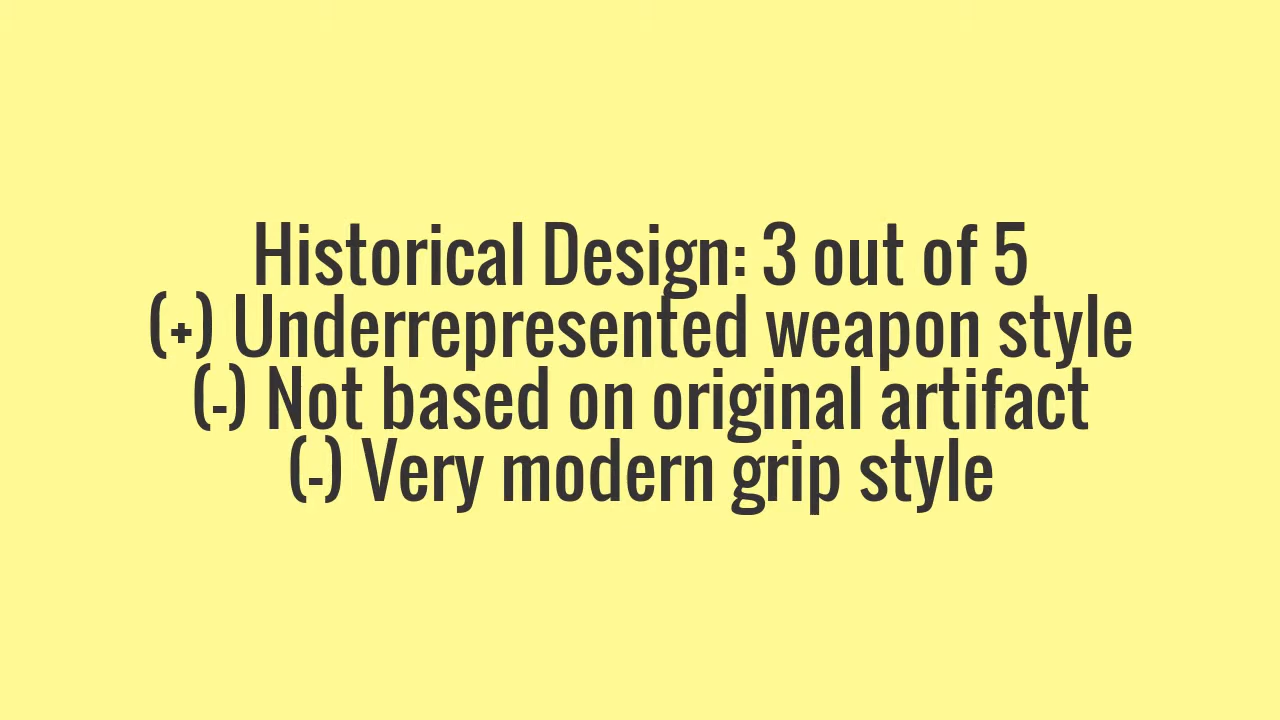 Historical Design: 3 out of 5
(+) Underrepresented weapon style
(-) Not based on original artifact
(-) Very modern grip style